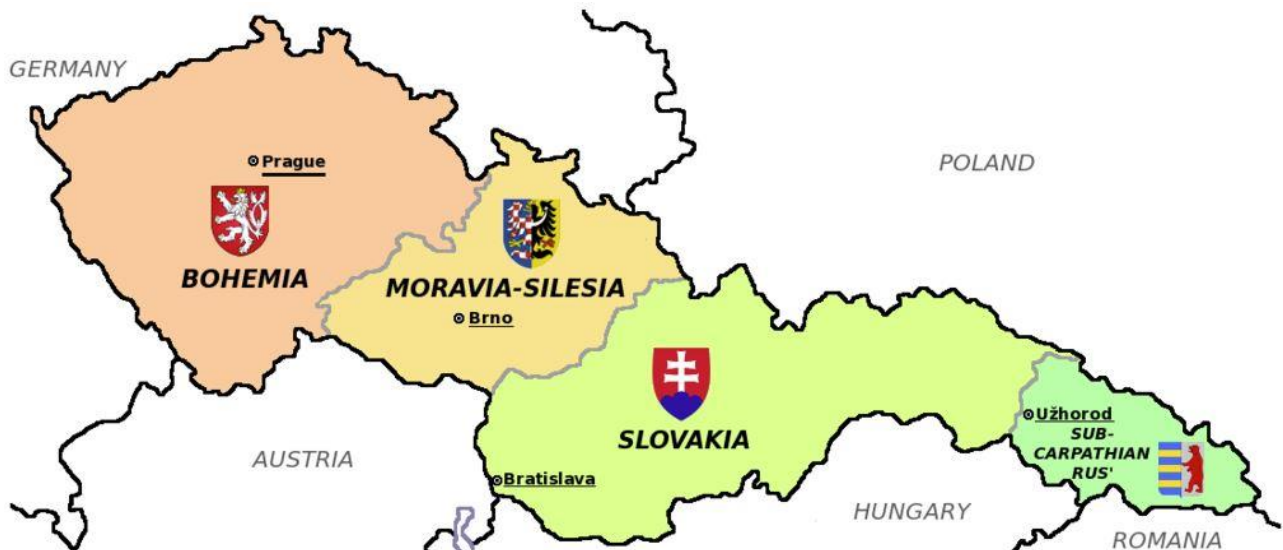 GERMANY
POLAND
Prague
BOHEMIA
MORAVIA-SILESIA
Brno
Užhorod
SUB-
CARPATHIAN
RUS'
SLOVAKIA
AUSTRIA
Bratislava
HUNGARY
ROMANIA